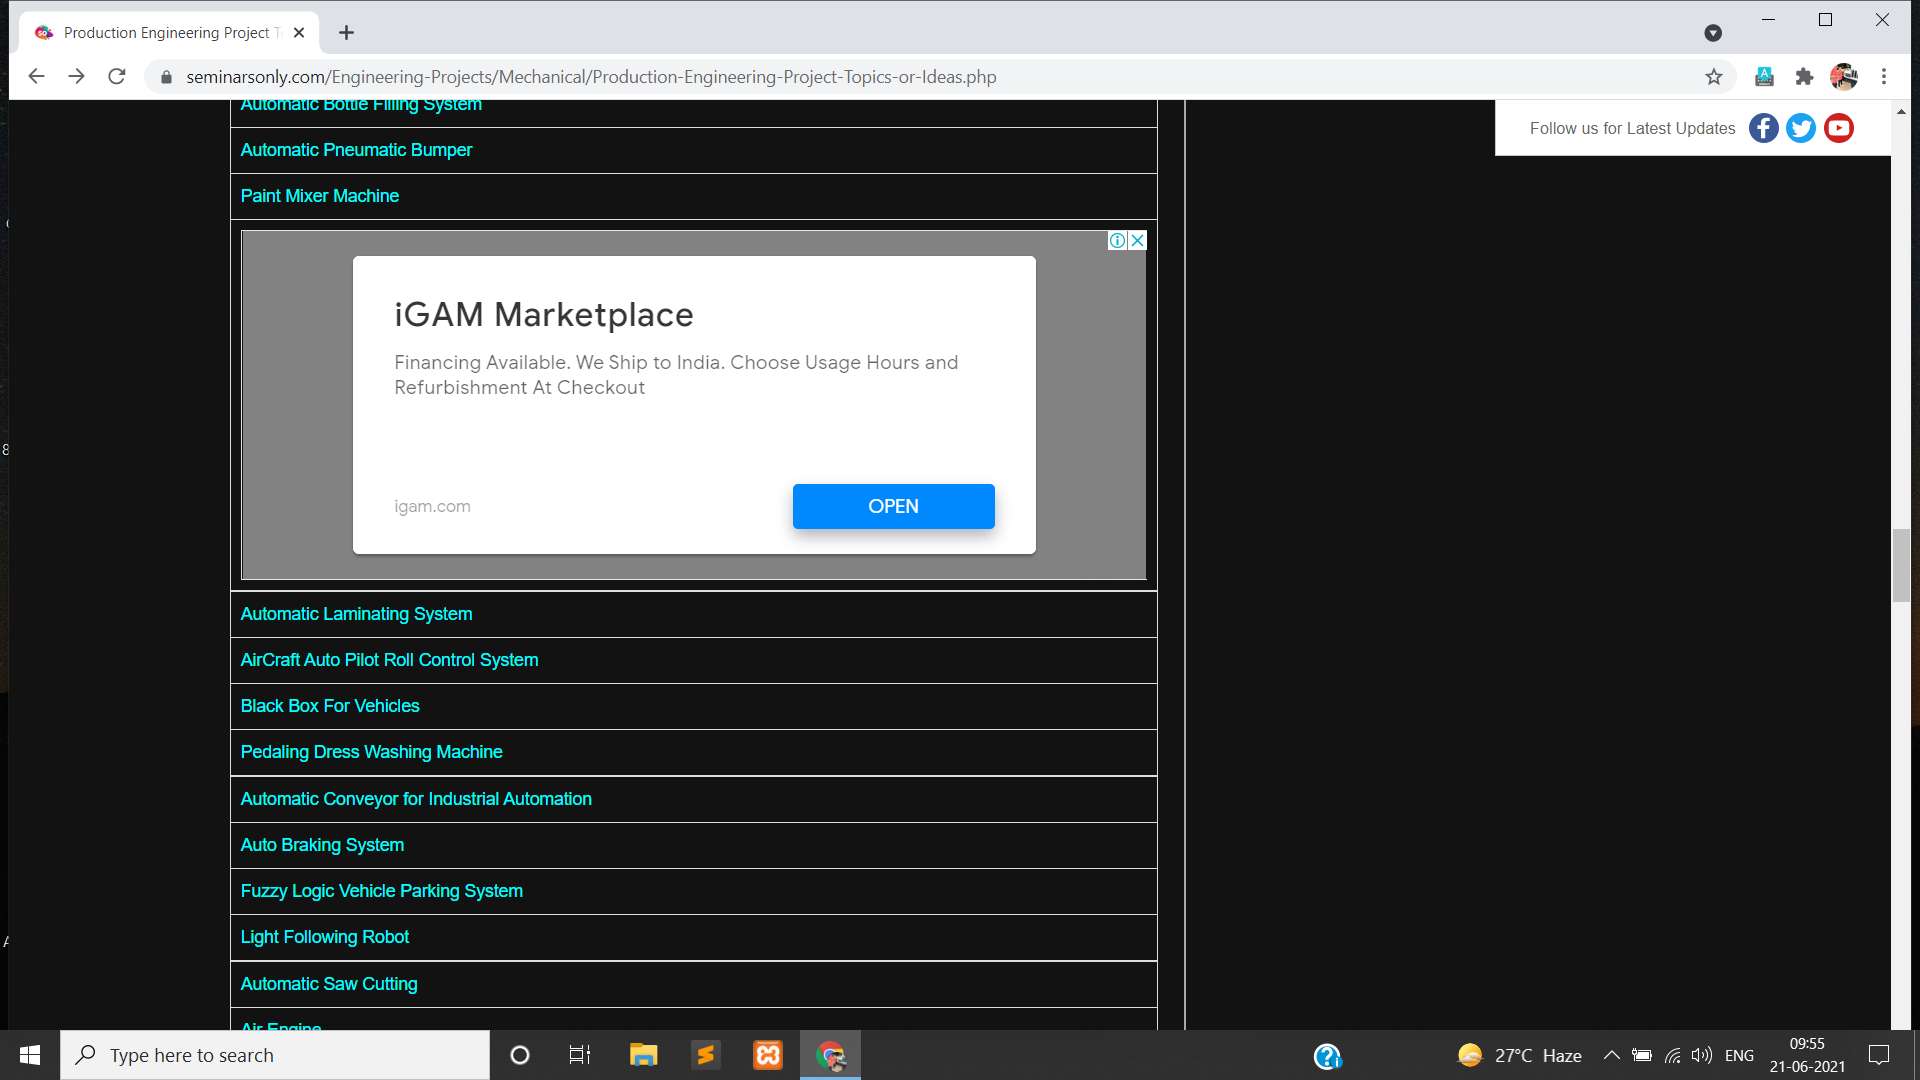 Production Engineering Project T
seminarsonly.com/Engineering-Projects/Mechanical/Production-Engineering-Project-Topics-or-Ideas.php
Follow us for Latest Updates
Automatic Bottle Filling System
Automatic Pneumatic Bumper
Paint Mixer Machine
iGAM Marketplace
Financing Available. We Ship to India. Choose Usage Hours and
Refurbishment At Checkout
igam.com
OPEN
Automatic Laminating System
AirCraft Auto Pilot Roll Control System
Black Box For Vehicles
Pedaling Dress Washing Machine
Automatic Conveyor for Industrial Automation
Auto Braking System
Fuzzy Logic Vehicle Parking System
Light Following Robot
Automatic Saw Cutting
Air Engine
Type here to search
27°C Haze
ENG
09:55
21-06-2021